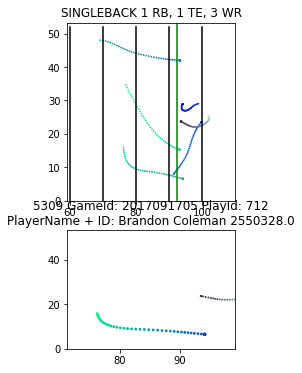 SINGLEBACK 1 RB, 1 TE, 3 WR
50
40
30
20
10
0
60 80 100
5309 GameId: 2017091705 PlayId: 712
PlayerName + ID: Brandon Coleman 2550328.0
40
20
0
80 90